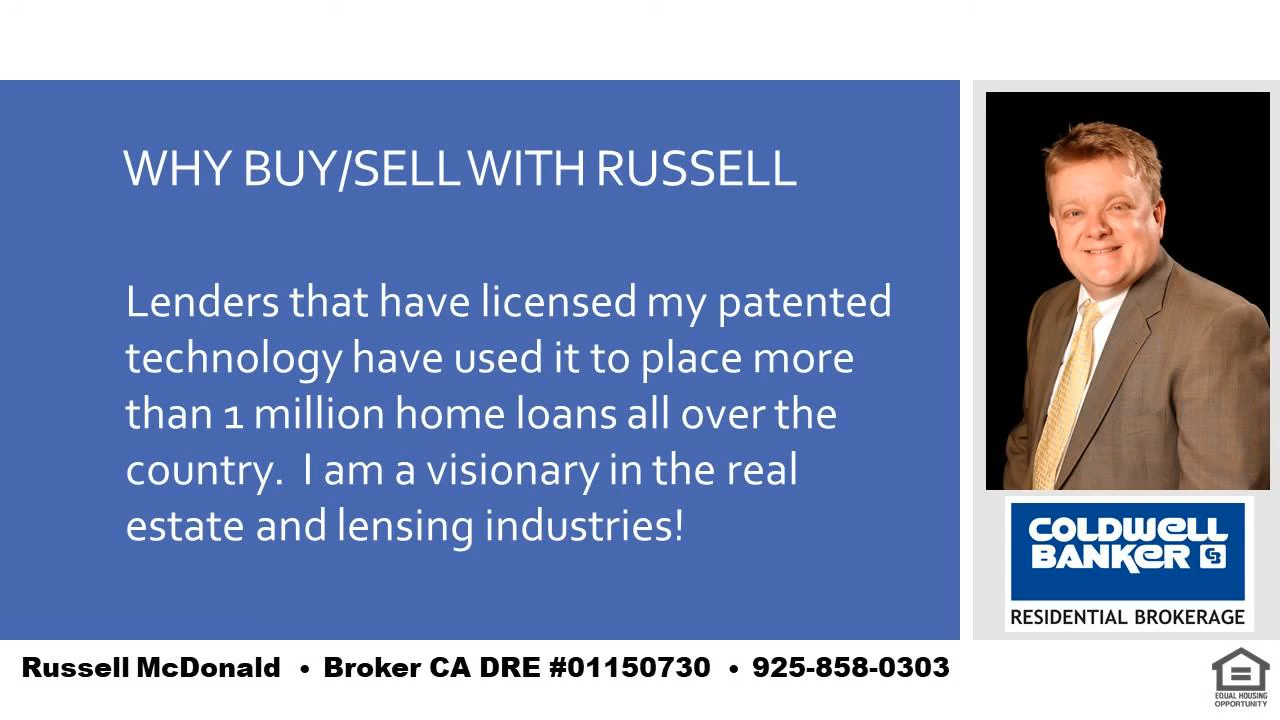 WHY BUY/SELL WITH RUSSELL
Lenders that have licensed my patented
technology have used it to place more
than 1 million home loans all over the
country.  I am a visionary in the real
estate and lensing industries!
COLDWELL
BANKER CB
RESIDENTIAL BROKERAGE
Russell McDonald • Broker CA DRE #01150730 • 925-858-0303
EQUAL HOUSING
OPPORTUNITY